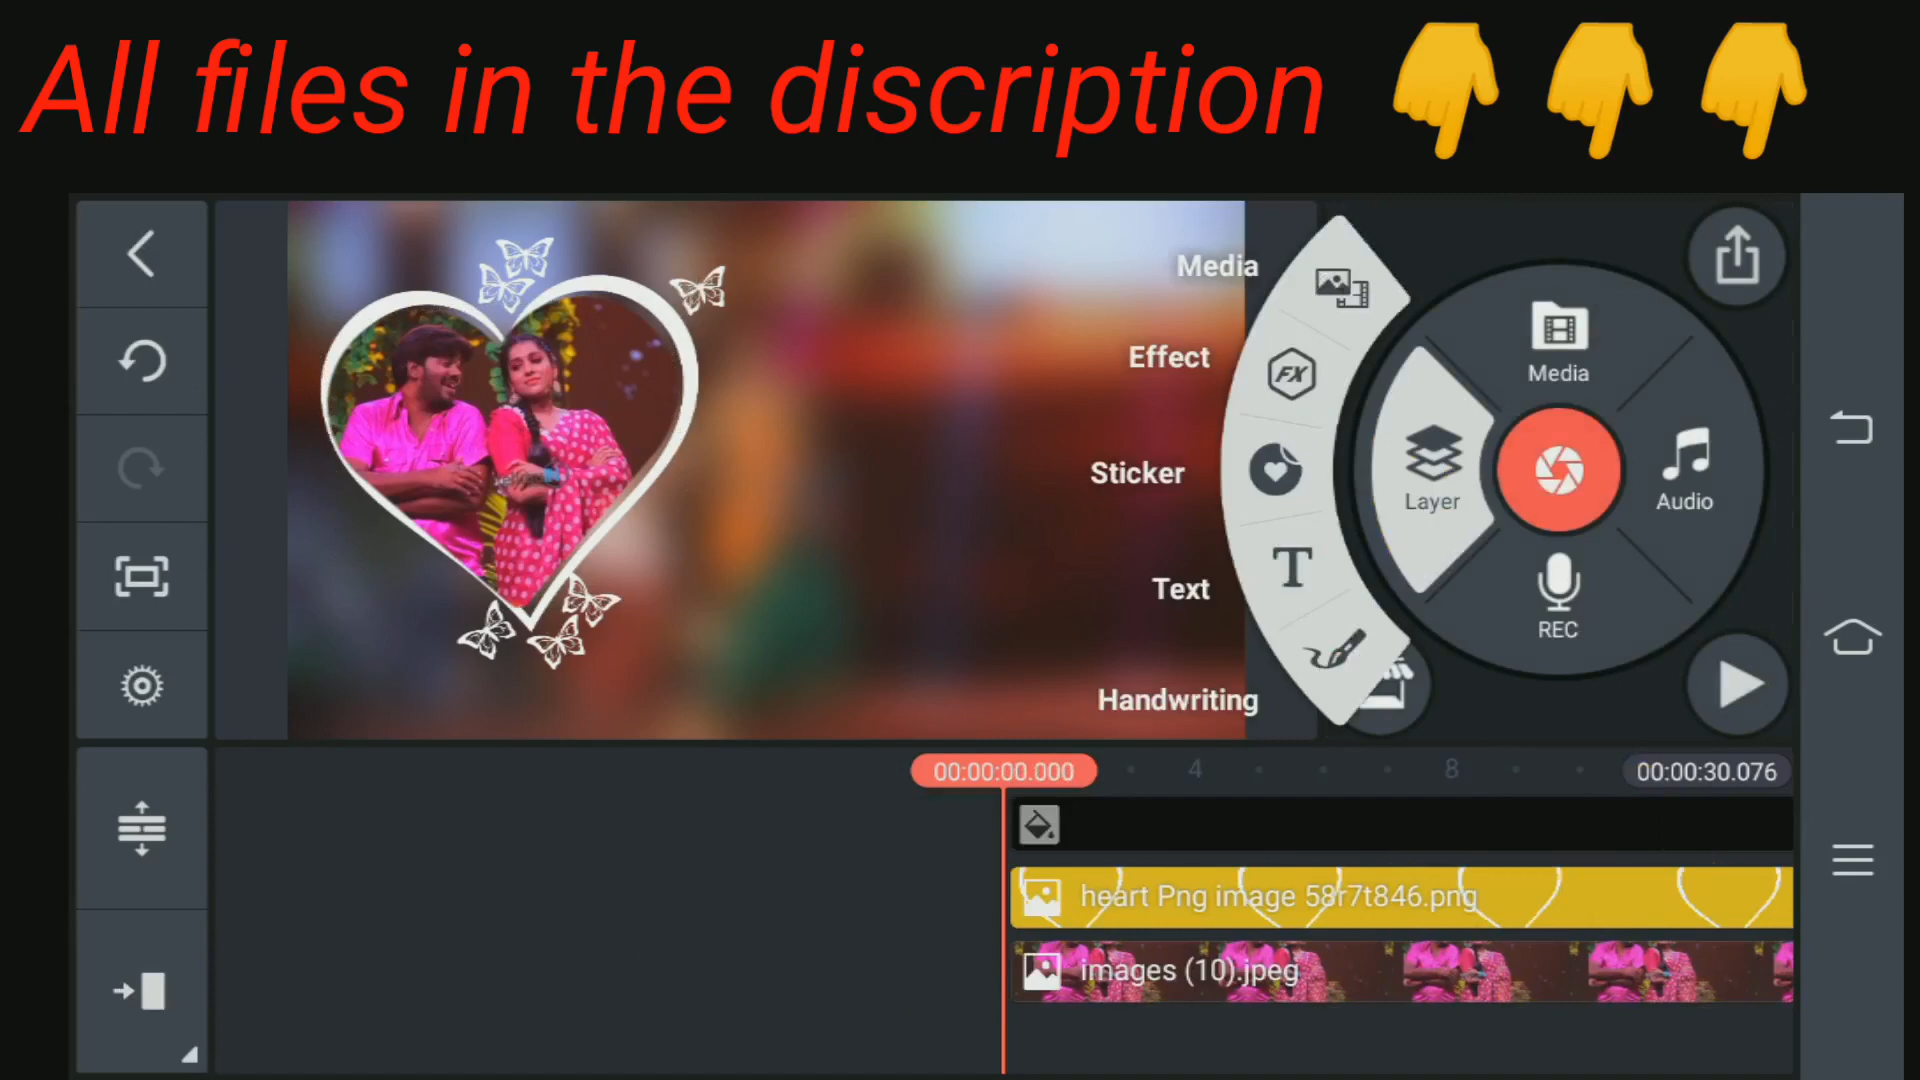 All files in the discription 👇 👇 👇
Media
Effect
Sticker
Text
Handwriting
Media
Layer
Audio
REC
FX
T
00:00:00.000
4
8
00:00:30.076
heart Png image 58r7t846.png
images (10).jpeg